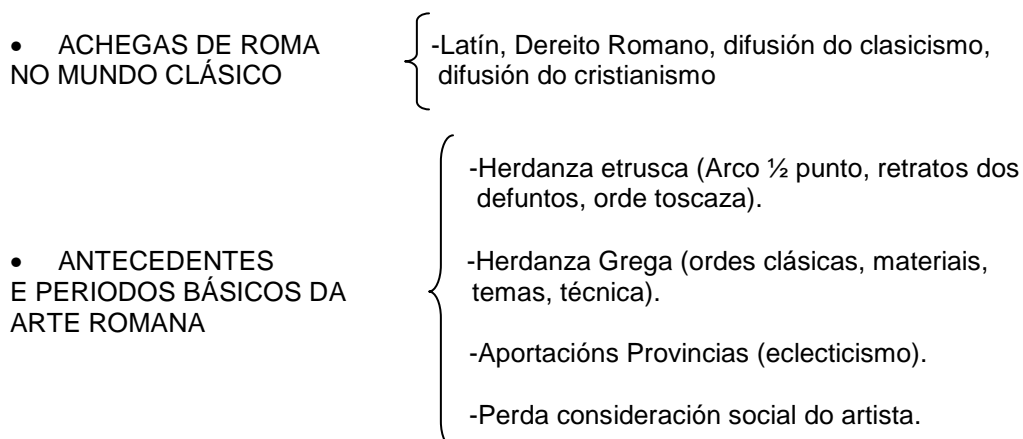 • ACHEGAS DE ROMA
NO MUNDO CLÁSICO
-Latín, Dereito Romano, difusión do clasicismo,
difusión do cristianismo
• ANTECEDENTES
E PERIODOS BÁSICOS DA
ARTE ROMANA
-Herdanza etrusca (Arco ½ punto, retratos dos
defuntos, orde toscaza).
-Herdanza Grega (ordes clásicas, materiais,
temas, técnica).
-Aportacións Provincias (eclecticismo).
-Perda consideración social do artista.